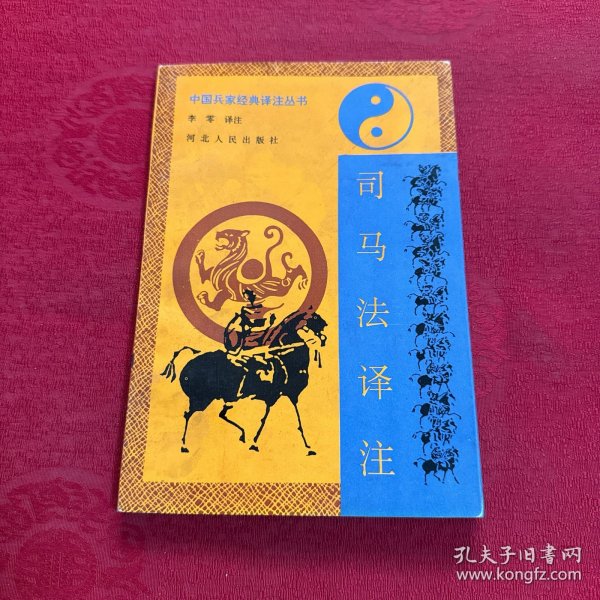 中国兵家经典译注丛书
李零 译注
河北人民出版社
司马法译注
孔夫子旧书网
www.kongfz.com